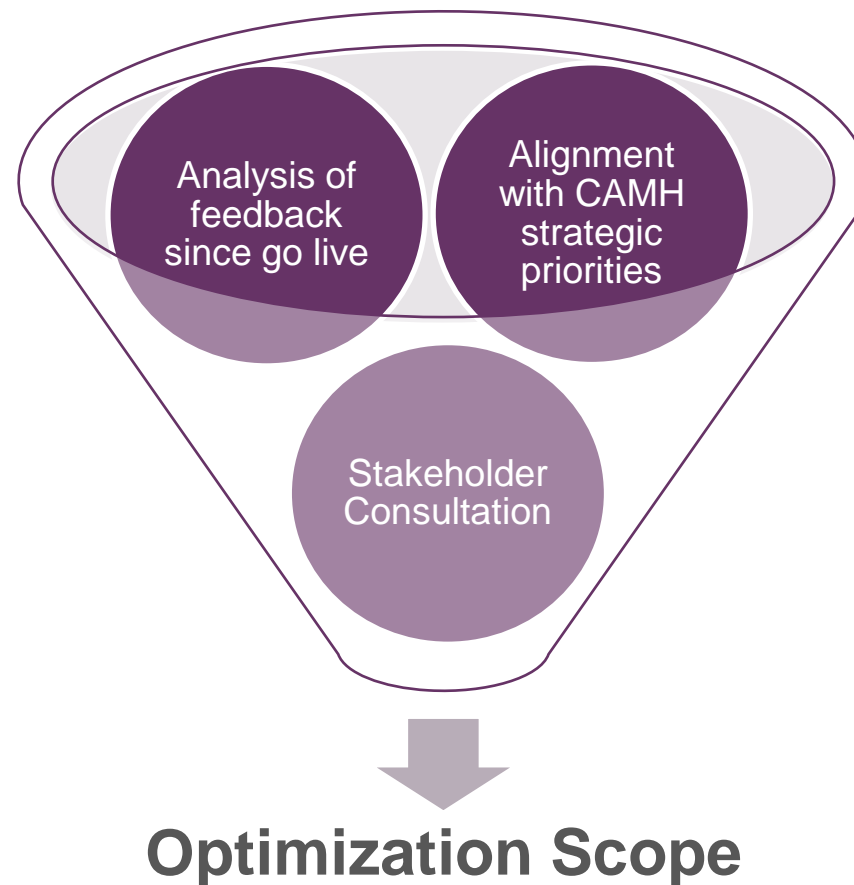 Analysis of
feedback
since go live
Alignment
with CAMH
strategic
priorities
Stakeholder
Consultation
Optimization Scope